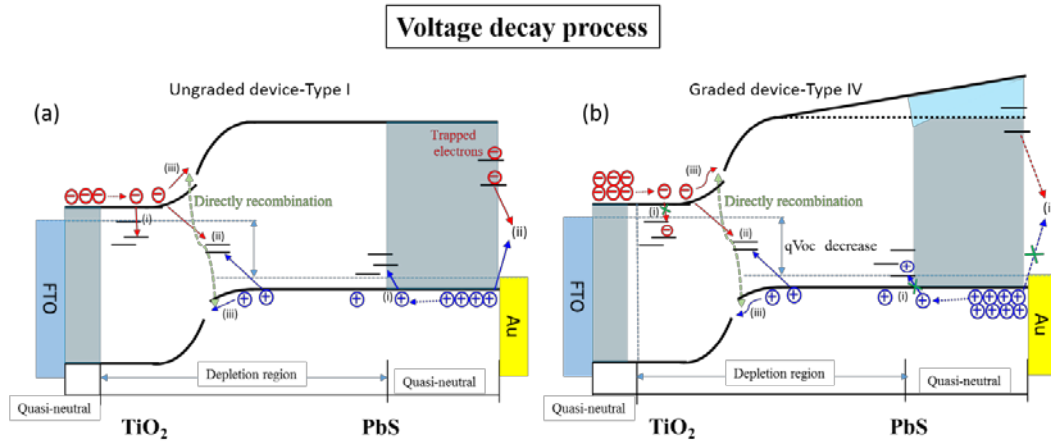 Voltage decay process
Ungraded device-Type I
(a)
Trapped
electrons
(iii)
Directly recombination
(i)
(ii)
(ii)
(i)
(iii)
FTO
Au
Depletion region
Quasi-neutral
Quasi-neutral
TiO2
PbS
Graded device-Type IV
(b)
(iii)
Directly recombination
(i)
(i
(ii)
qVoc decrease
(i)
(iii)
FTO
Au
Depletion region
Quasi-neutral
Quasi-neutral
TiO2
PbS